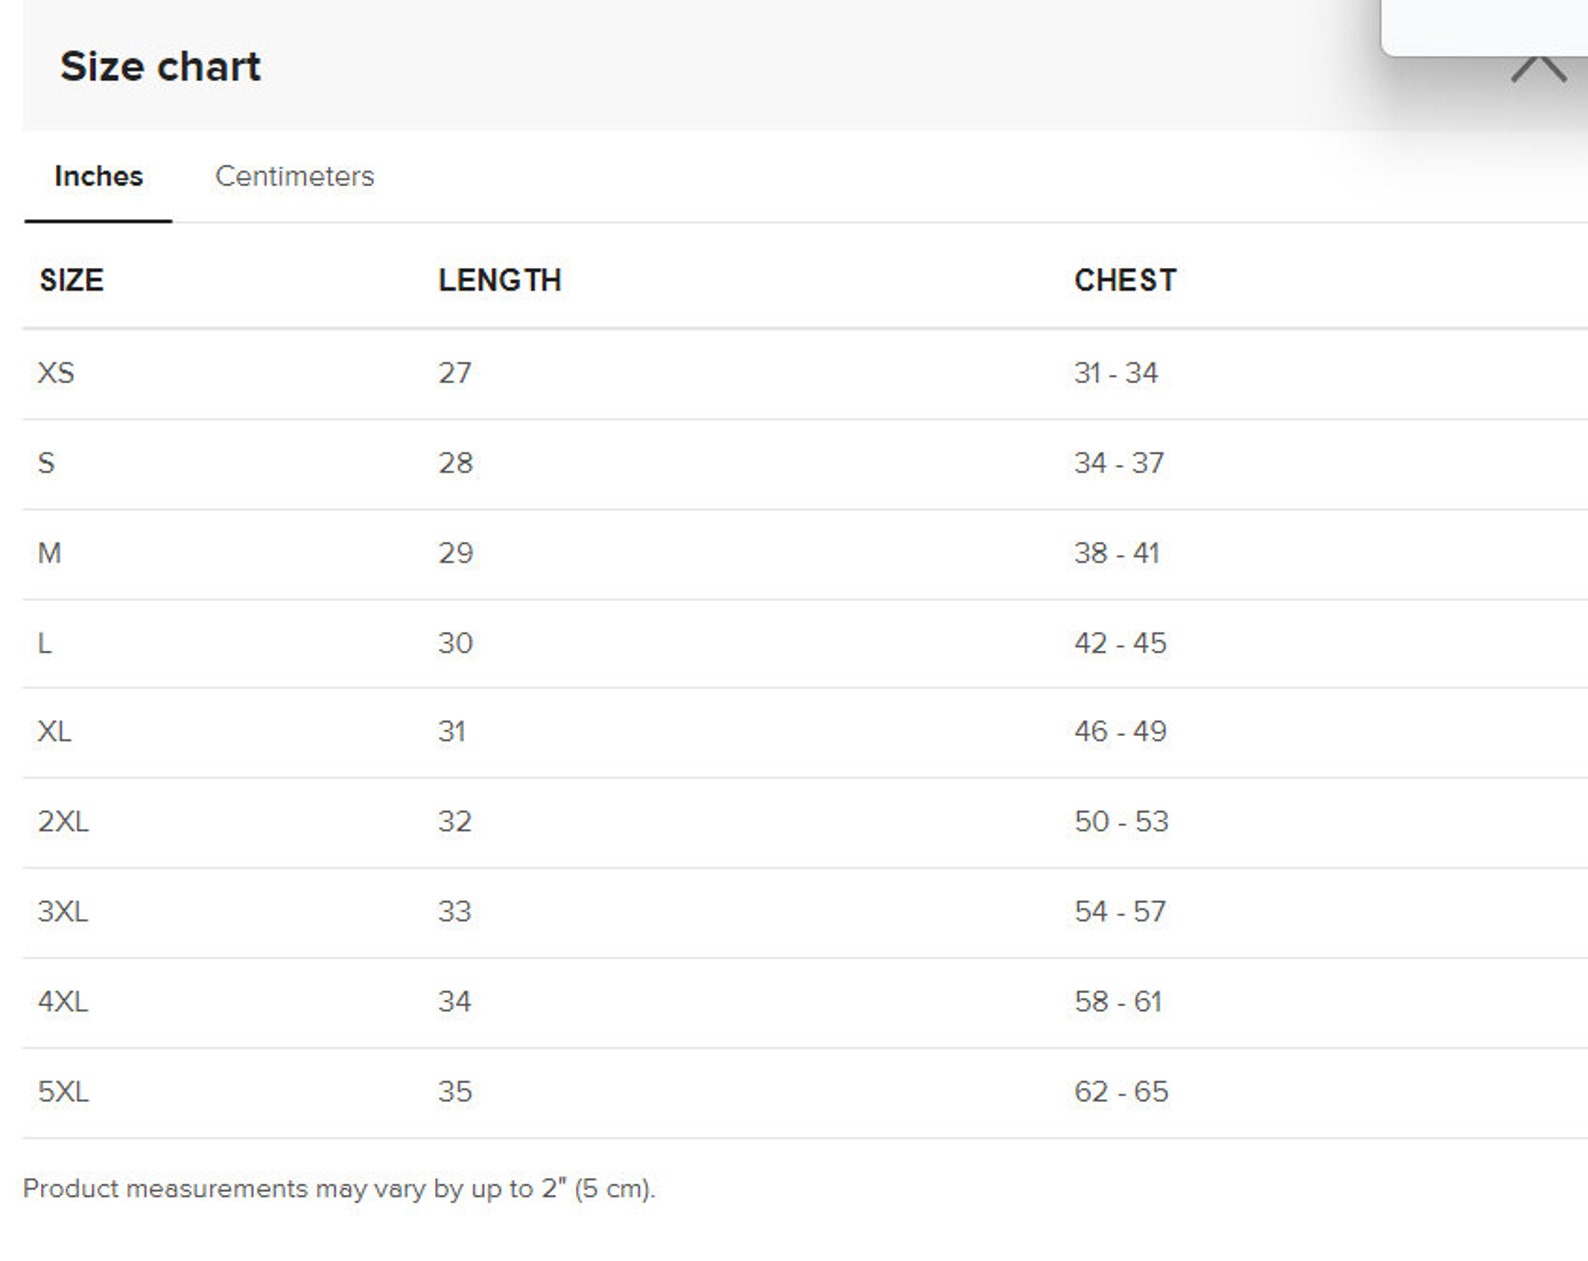 Size chart
Inches Centimeters
SIZE LENGTH CHEST
XS 27 31 - 34
S 28 34 - 37
M 29 38 - 41
L 30 42 - 45
XL 31 46 - 49
2XL 32 50 - 53
3XL 33 54 - 57
4XL 34 58 - 61
5XL 35 62 - 65
Product measurements may vary by up to 2" (5 cm).